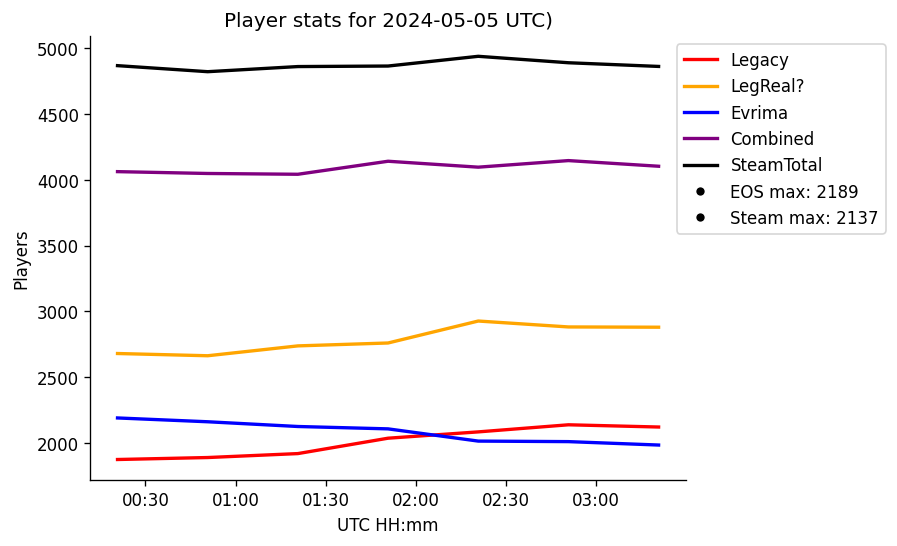 Player stats for 2024-05-05 UTC)
Players
5000
4500
4000
3500
3000
2500
2000
00:30 01:00 01:30 02:00 02:30 03:00
UTC HH:mm
Legacy
LegReal?
Evrima
Combined
SteamTotal
EOS max: 2189
Steam max: 2137